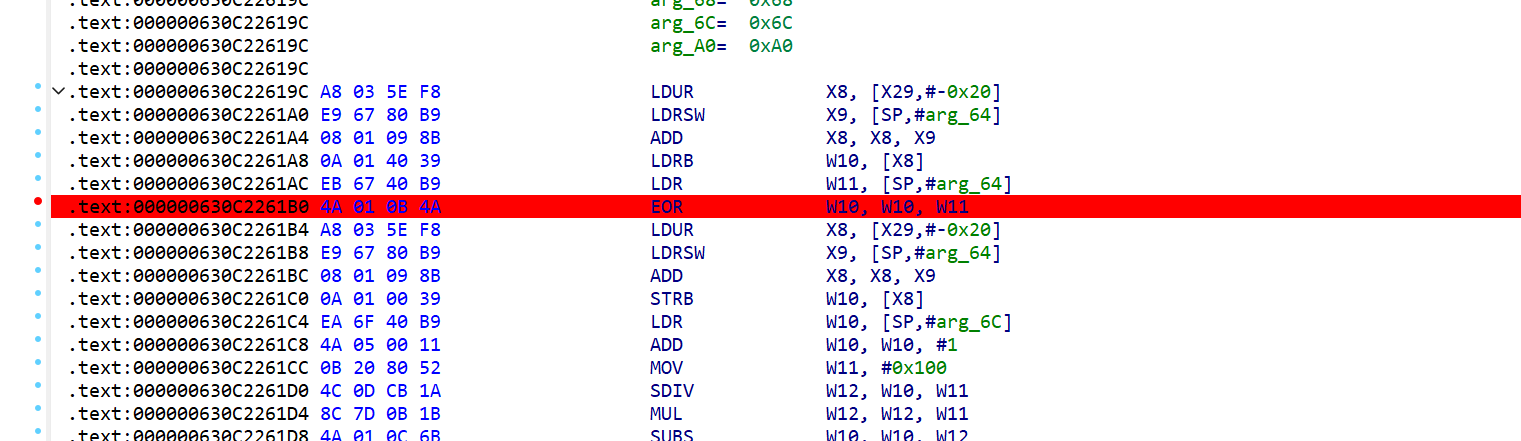 .text:000000630C22619C arg_68= 0x68
.text:000000630C22619C arg_6C= 0x6C
.text:000000630C22619C arg_A0= 0xA0
.text:000000630C22619C
.text:000000630C22619C A8 03 5E F8 LDUR X8, [X29,#-0x20]
.text:000000630C2261A0 E9 67 80 B9 LDRSW X9, [SP,#arg_64]
.text:000000630C2261A4 08 01 09 8B ADD X8, X8, X9
.text:000000630C2261A8 0A 01 40 39 LDRB W10, [X8]
.text:000000630C2261AC EB 67 40 B9 LDR W11, [SP,#arg_64]
.text:000000630C2261B0 4A 01 0B 4A EOR W10, W10, W11
.text:000000630C2261B4 A8 03 5E F8 LDUR X8, [X29,#-0x20]
.text:000000630C2261B8 E9 67 80 B9 LDRSW X9, [SP,#arg_64]
.text:000000630C2261BC 08 01 09 8B ADD X8, X8, X9
.text:000000630C2261C0 0A 01 00 39 STRB W10, [X8]
.text:000000630C2261C4 EA 6F 40 B9 LDR W10, [SP,#arg_6C]
.text:000000630C2261C8 4A 05 00 11 ADD W10, W10, #1
.text:000000630C2261CC 0B 20 80 52 MOV W11, #0x100
.text:000000630C2261D0 4C 0D CB 1A SDIV W12, W10, W11
.text:000000630C2261D4 8C 7D 0B 1B MUL W12, W12, W11
.text:000000630C2261D8 4A 01 0C 6B SUBS W10, W10, W12